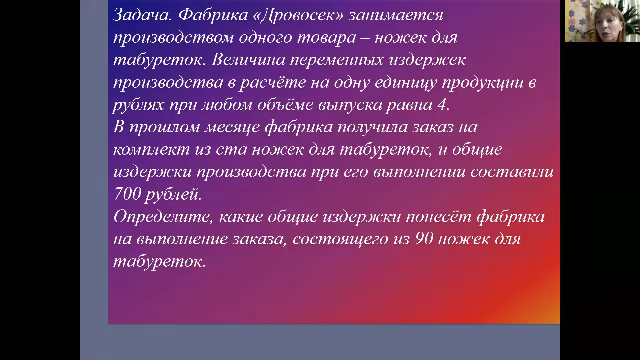 Задача. Фабрика «Дровосек» занимается
производством одного товара – ножек для
табуреток. Величина переменных издержек
производства в расчёте на одну единицу продукции в
рублях при любом объёме выпуска равна 4.
В прошлом месяце фабрика получила заказ на
комплект из ста ножек для табуреток, и общие
издержки производства при его выполнении составили
700 рублей.
Определите, какие общие издержки понесёт фабрика
на выполнение заказа, состоящего из 90 ножек для
табуреток.